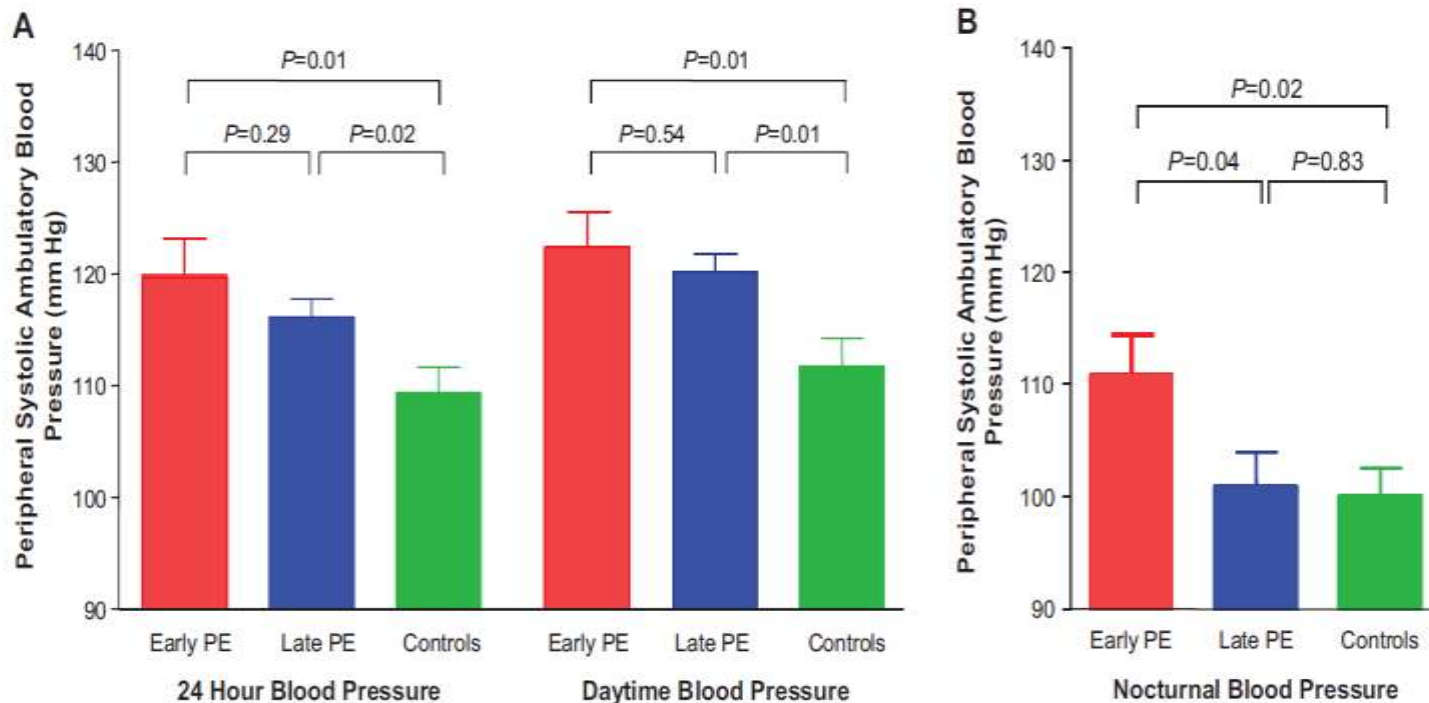 A
Peripheral Systolic Ambulatory Blood
Pressure (mm Hg)
140
130
120
110
100
90
P=0.01
P=0.29
P=0.02
P=0.01
P=0.54
P=0.01
Early PE
Late PE
Controls
Early PE
Late PE
Controls
24 Hour Blood Pressure
Daytime Blood Pressure
B
Peripheral Systolic Ambulatory Blood
Pressure (mm Hg)
140
130
120
110
100
90
P=0.02
P=0.04
P=0.83
Early PE
Late PE
Controls
Nocturnal Blood Pressure